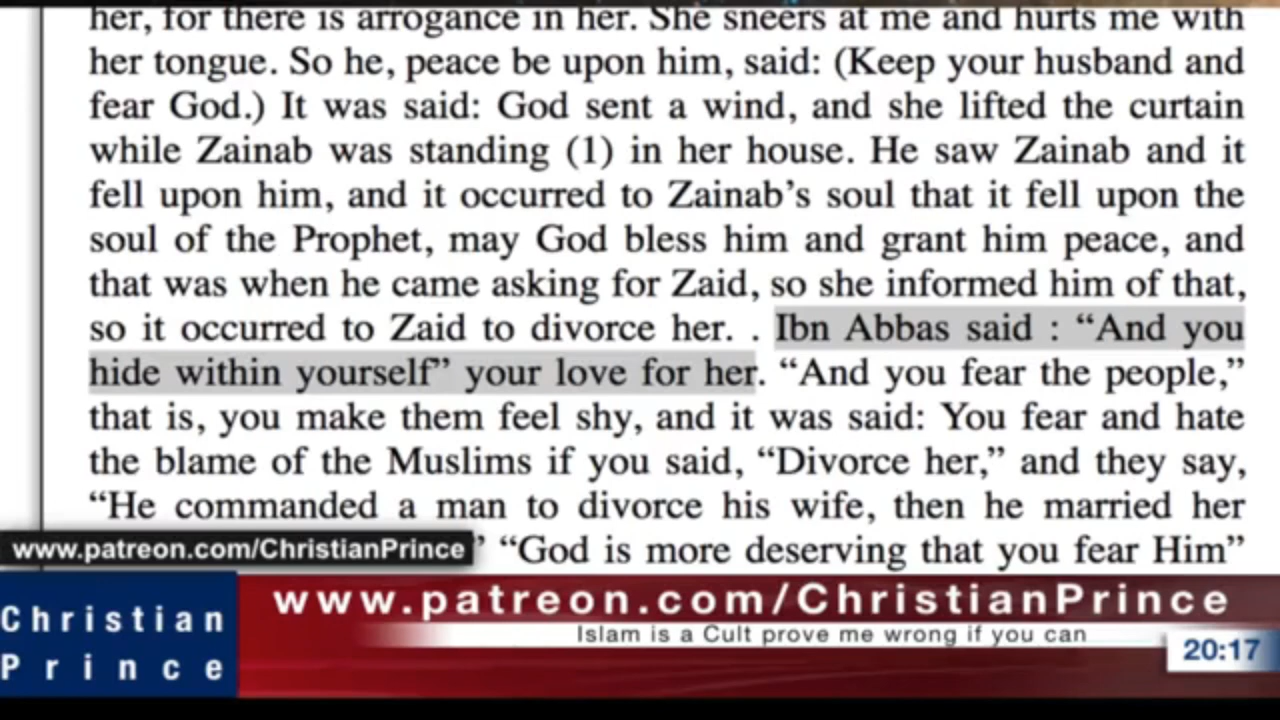 her, for there is arrogance in her. She sneers at me and hurts me with
her tongue. So he, peace be upon him, said: (Keep your husband and
fear God.) It was said: God sent a wind, and she lifted the curtain
while Zainab was standing (1) in her house. He saw Zainab and it
fell upon him, and it occurred to Zainab’s soul that it fell upon the
soul of the Prophet, may God bless him and grant him peace, and
that was when he came asking for Zaid, so she informed him of that,
so it occurred to Zaid to divorce her. . Ibn Abbas said : “And you
hide within yourself” your love for her. “And you fear the people,”
that is, you make them feel shy, and it was said: You fear and hate
the blame of the Muslims if you said, “Divorce her,” and they say,
“He commanded a man to divorce his wife, then he married her
” “God is more deserving that you fear Him”
www.patreon.com/ChristianPrince
www.patreon.com/ChristianPrince
Islam is a Cult prove me wrong if you can
Christian
Prince
20:17